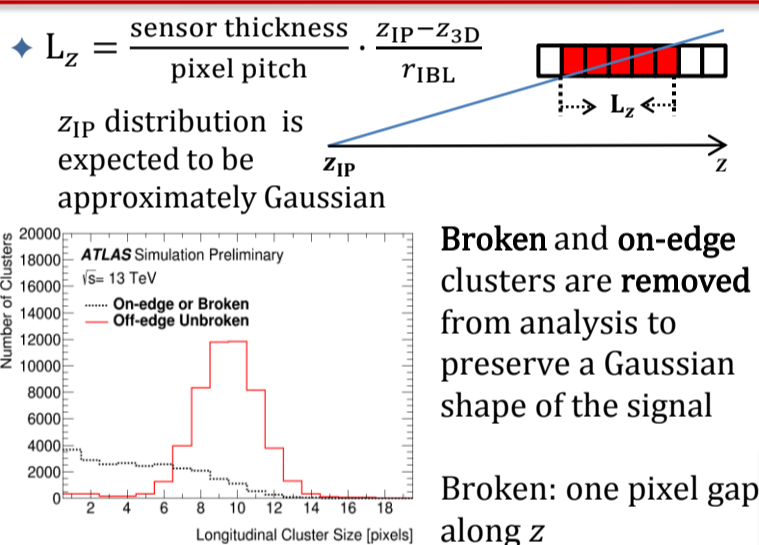 ✦ L_z = sensor thickness / pixel pitch · z_IP−z_3D / r_IBL
L_z
z_IP distribution is
expected to be
approximately Gaussian
z_IP
z
20000
18000
16000
14000
12000
10000
8000
6000
4000
2000
0
Number of Clusters
ATLAS Simulation Preliminary
√s= 13 TeV
On-edge or Broken
Off-edge Unbroken
2 4 6 8 10 12 14 16 18
Longitudinal Cluster Size [pixels]
Broken and on-edge
clusters are removed
from analysis to
preserve a Gaussian
shape of the signal
Broken: one pixel gap
along z